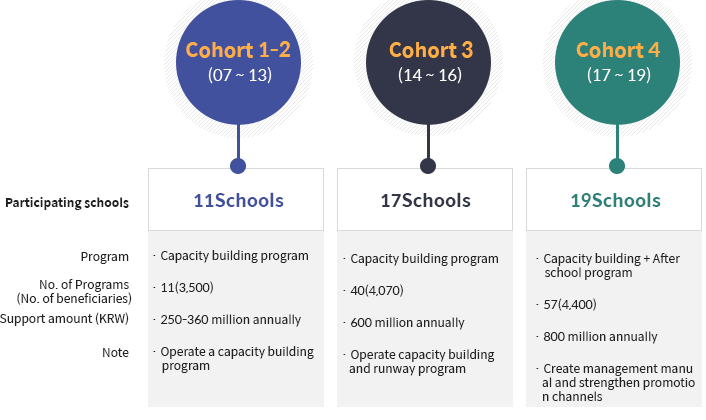 Cohort 1-2
(07 ~ 13)
Cohort 3
(14 ~ 16)
Cohort 4
(17 ~ 19)
Participating schools
11Schools
17Schools
19Schools
Program
· Capacity building program
· Capacity building program
· Capacity building + After
school program
No. of Programs
(No. of beneficiaries)
· 11(3,500)
· 40(4,070)
· 57(4,400)
Support amount (KRW)
· 250-360 million annually
· 600 million annually
· 800 million annually
Note
· Operate a capacity building
program
· Operate capacity building
and runway program
· Create management manu
al and strengthen promotio
n channels